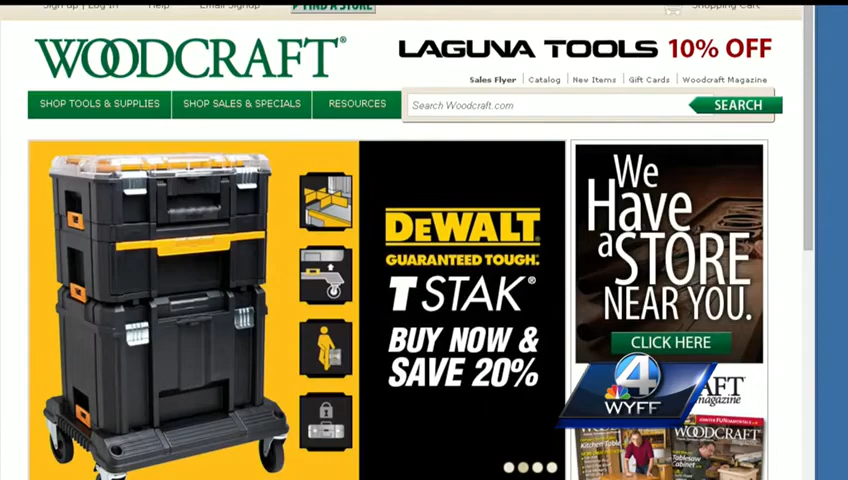 Sign Up | Log In
Help
Email Signup
FIND A STORE
Shopping Cart
WOODCRAFT®
LAGUNA TOOLS 10% OFF
Sales Flyer | Catalog | New Items | Gift Cards | Woodcraft Magazine
SHOP TOOLS & SUPPLIES
SHOP SALES & SPECIALS
RESOURCES
Search Woodcraft.com
SEARCH
DEWALT
GUARANTEED TOUGH.
TSTAK®
BUY NOW &
SAVE 20%
We
Have
a STORE
NEAR YOU.
CLICK HERE
4
WYFF
AFT
magazine
WOODCRAFT
Kitchen Table
Tablesaw
Cabinet